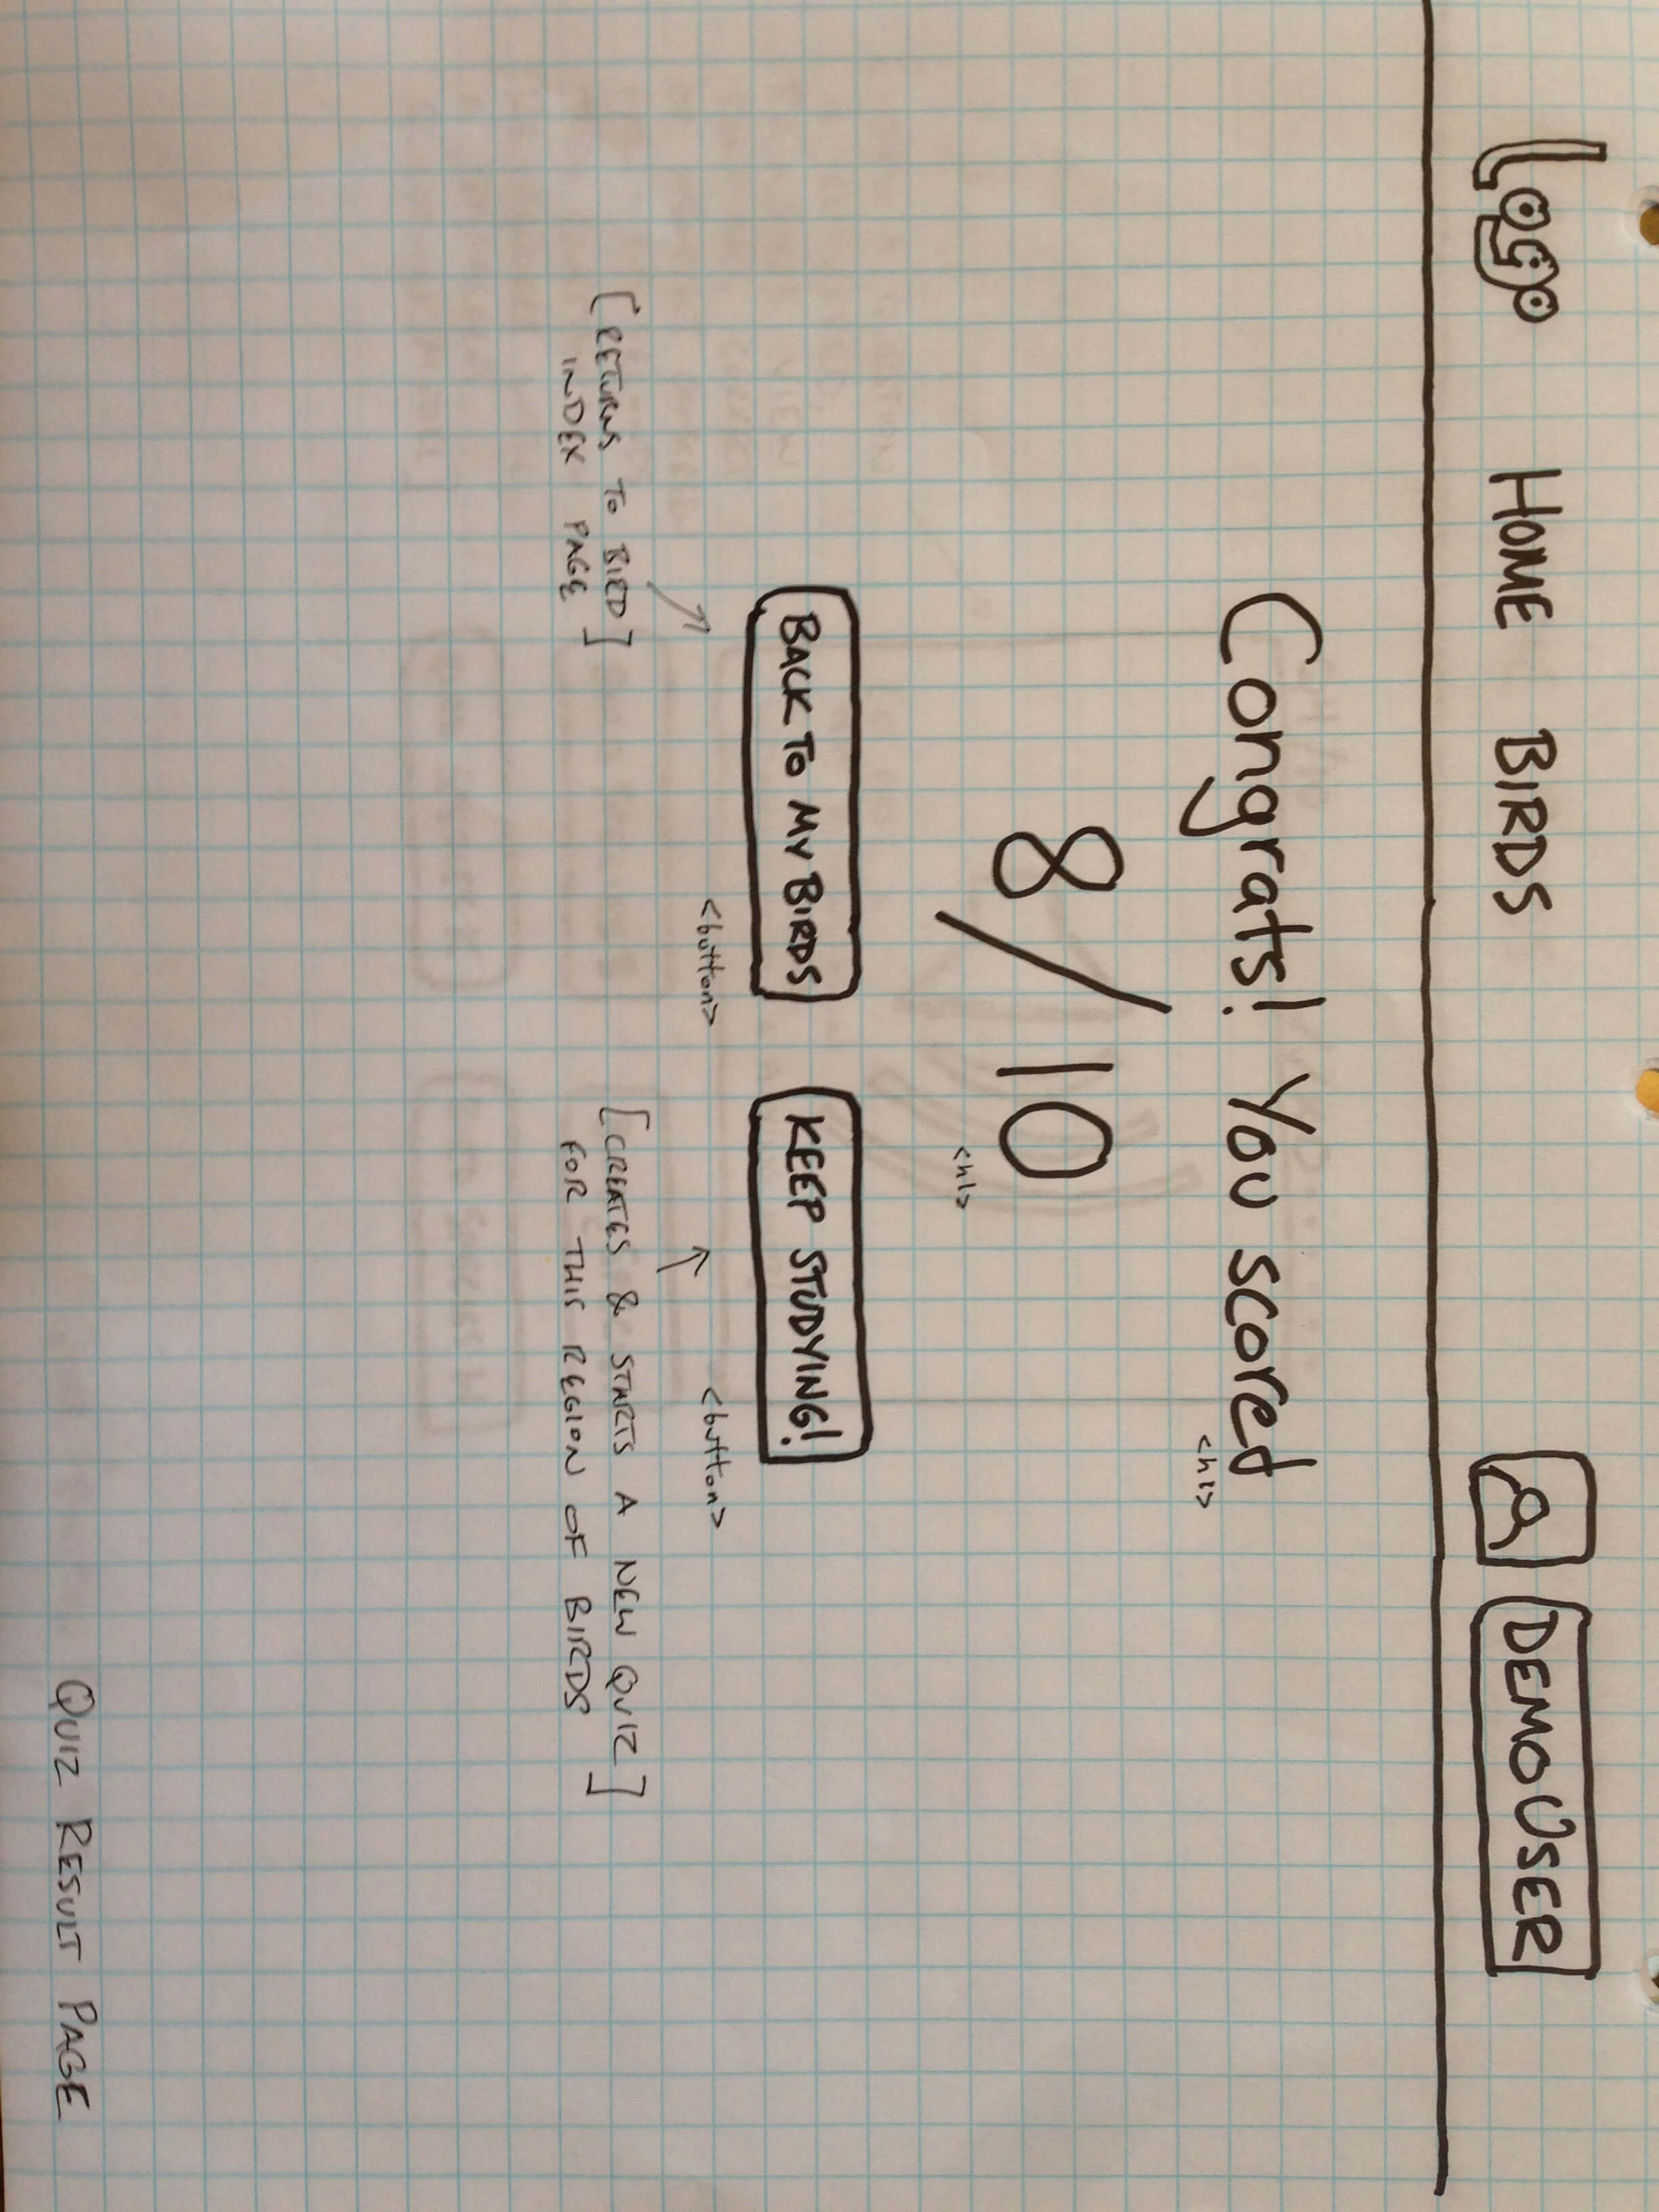 Logo HOME BIRDS DEMO USER
Congrats! You scored
<h1>
8/10
<h1>
BACK TO MY BIRDS KEEP STUDYING!
<button> <button>
[RETURNS TO BIRD
INDEX PAGE]
[CREATES & STARTS A NEW QUIZ
FOR THIS REGION OF BIRDS]
QUIZ RESULT PAGE